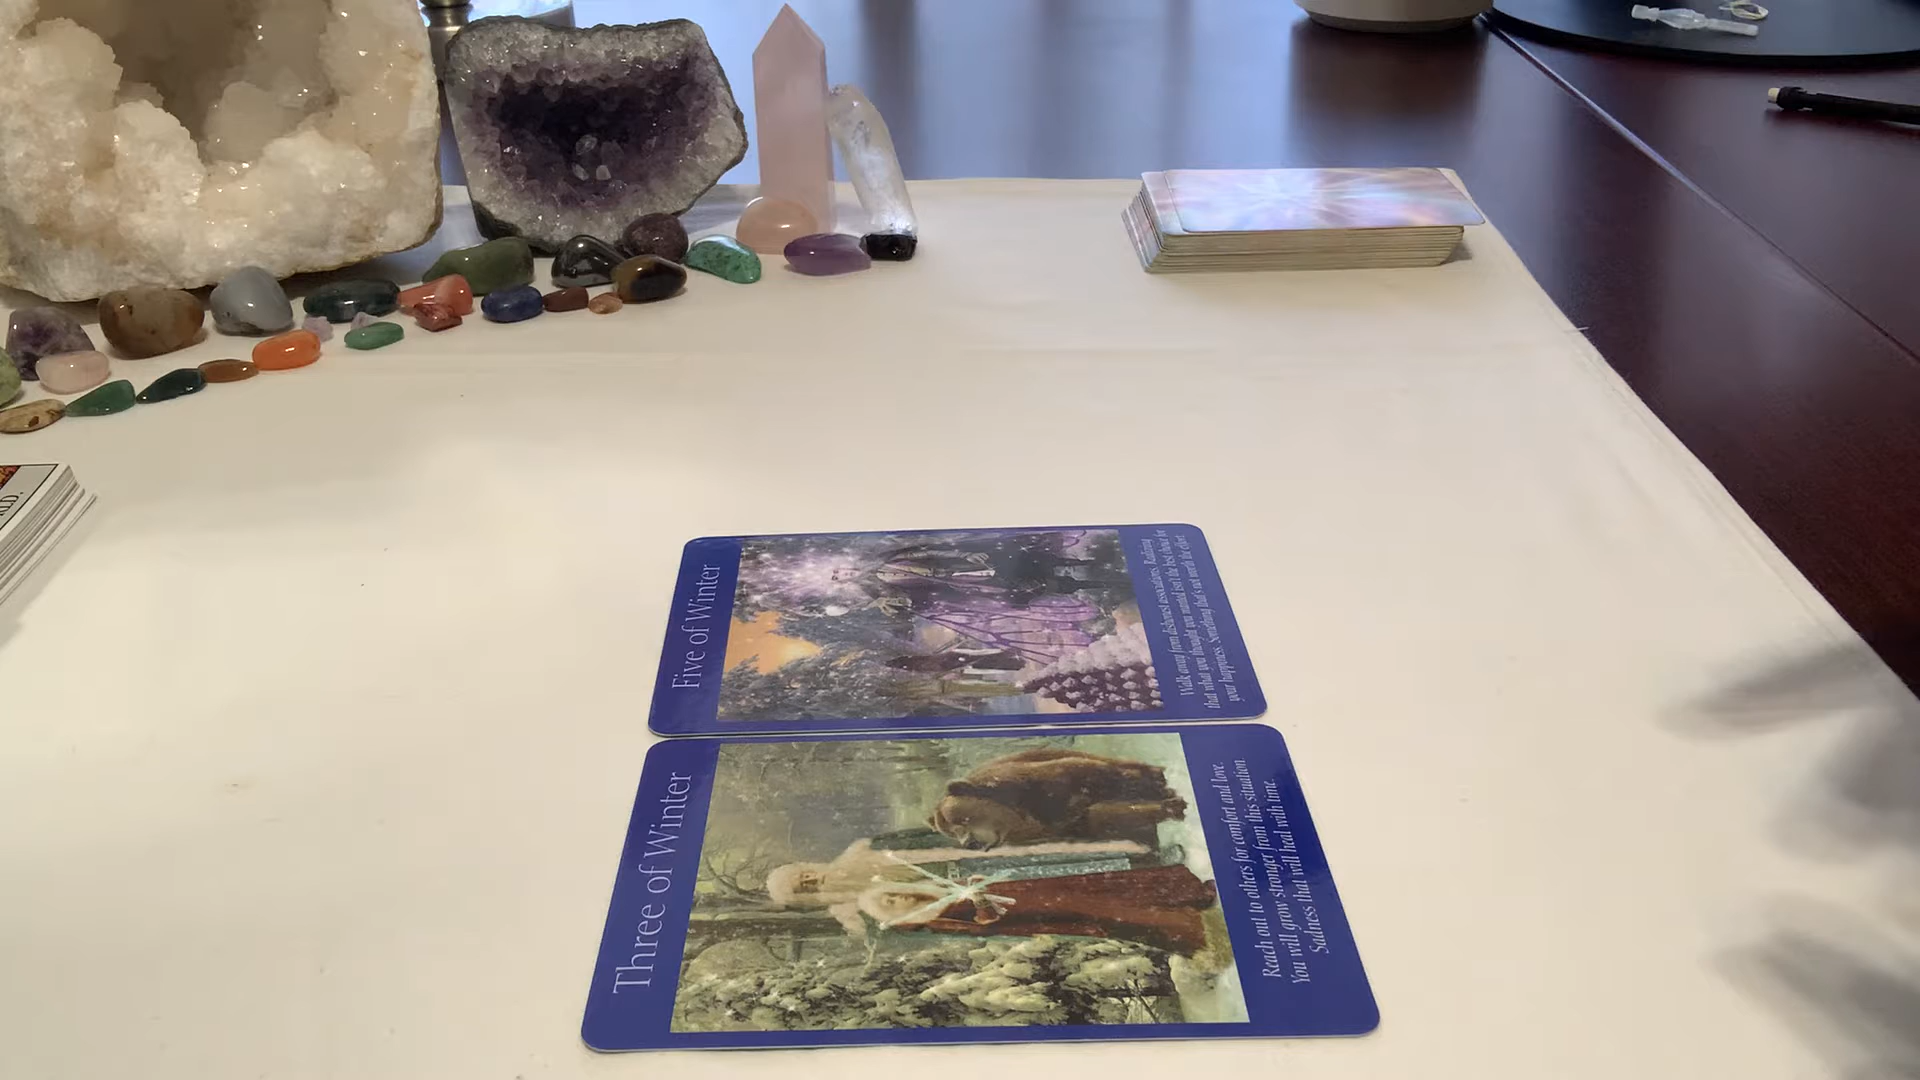 Five of Winter
Walk away from dishonest associations. Realizing
that what you thought you wanted isn't the best choice for
your happiness. Something that's not worth the effort.
Three of Winter
Reach out to others for comfort and love.
You will grow stronger from this situation.
Sadness that will heal with time.